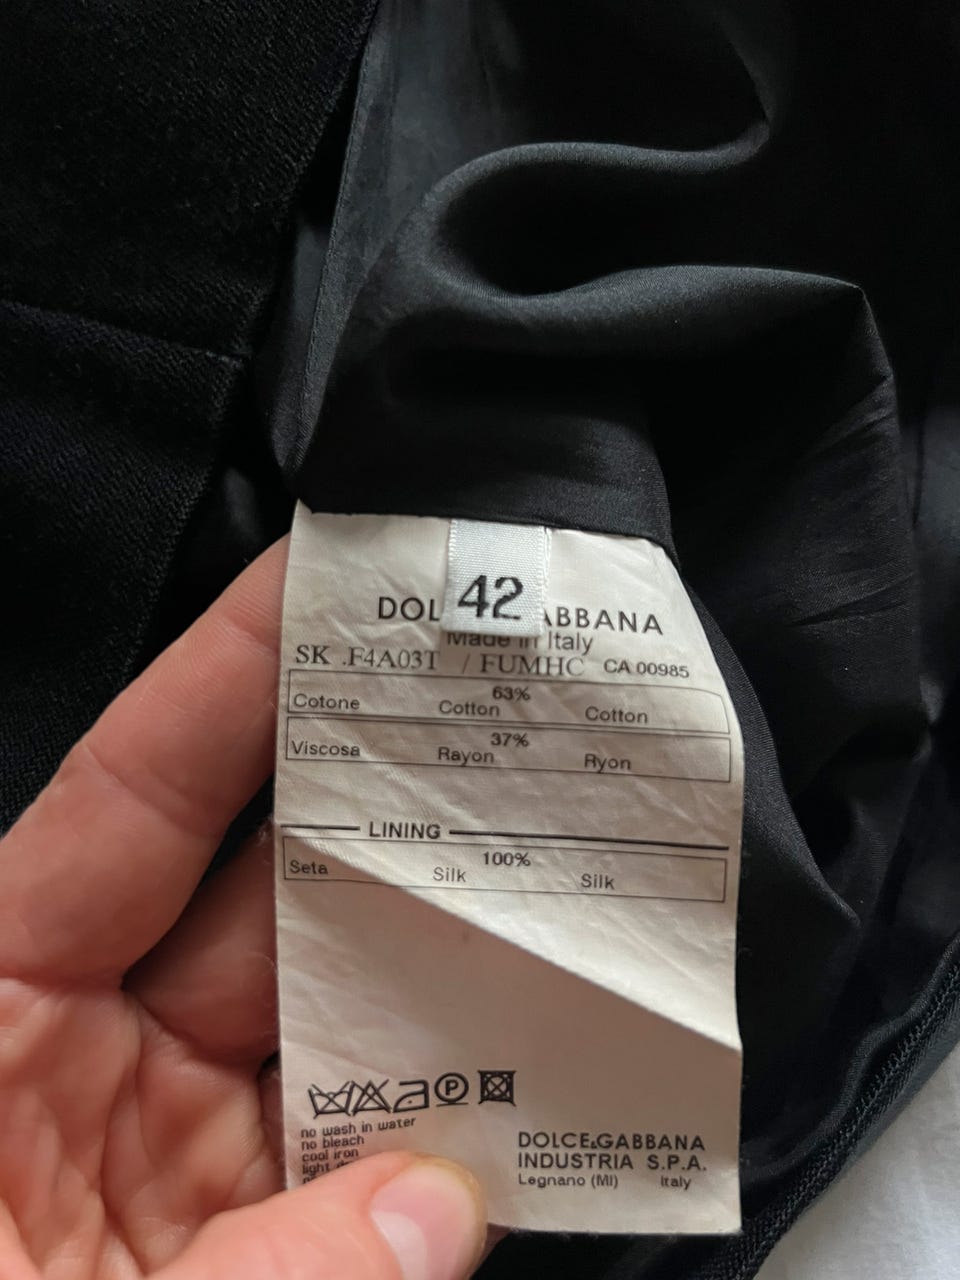 42
DOL ABBANA
Made in Italy
SK .F4A03T / FUMHC CA 00985
63%
Cotone Cotton Cotton
37%
Viscosa Rayon Ryon
LINING
100%
Seta Silk Silk
P
no wash in water
no bleach
cool iron
light
DOLCE&GABBANA
INDUSTRIA S.P.A.
Legnano (MI) Italy